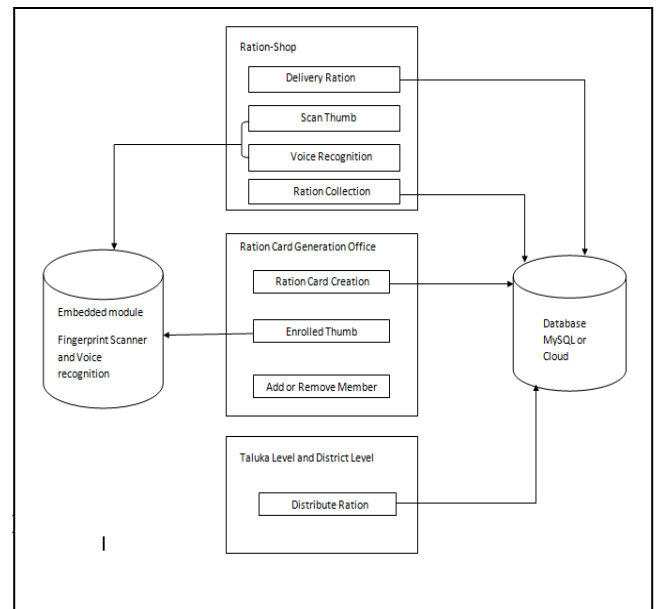 Ration-Shop
Delivery Ration
Scan Thumb
Voice Recognition
Ration Collection
Ration Card Generation Office
Ration Card Creation
Enrolled Thumb
Add or Remove Member
Taluka Level and District Level
Distribute Ration
Embedded module
Fingerprint Scanner
and Voice
recognition
Database
MySQL or
Cloud